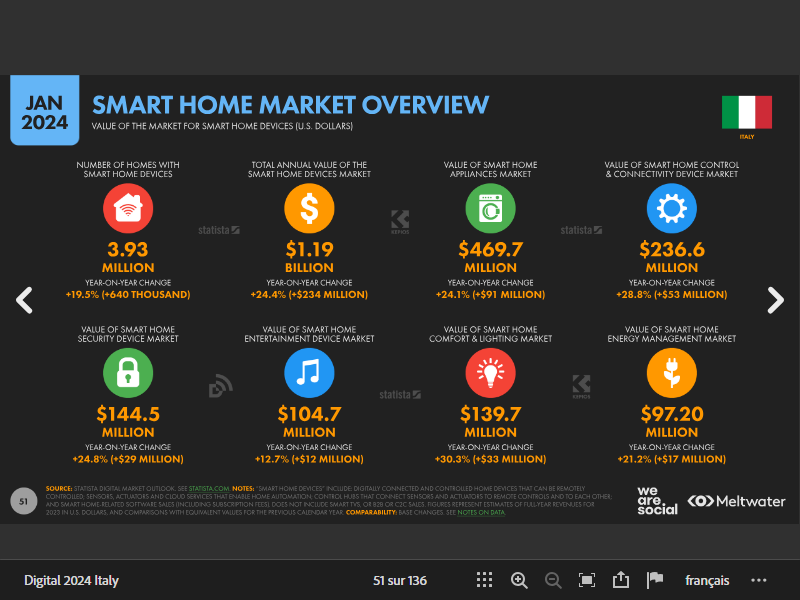 JAN
2024
SMART HOME MARKET OVERVIEW
VALUE OF THE MARKET FOR SMART HOME DEVICES (U.S. DOLLARS)
ITALY
NUMBER OF HOMES WITH
SMART HOME DEVICES
3.93
MILLION
YEAR-ON-YEAR CHANGE
+19.5% (+640 THOUSAND)
TOTAL ANNUAL VALUE OF THE
SMART HOME DEVICES MARKET
$1.19
BILLION
YEAR-ON-YEAR CHANGE
+24.4% (+$234 MILLION)
VALUE OF SMART HOME
APPLIANCES MARKET
$469.7
MILLION
YEAR-ON-YEAR CHANGE
+24.1% (+$91 MILLION)
VALUE OF SMART HOME CONTROL
& CONNECTIVITY DEVICE MARKET
$236.6
MILLION
YEAR-ON-YEAR CHANGE
+28.8% (+$53 MILLION)
statista
KEPIOS
statista
VALUE OF SMART HOME
SECURITY DEVICE MARKET
$144.5
MILLION
YEAR-ON-YEAR CHANGE
+24.8% (+$29 MILLION)
VALUE OF SMART HOME
ENTERTAINMENT DEVICE MARKET
$104.7
MILLION
YEAR-ON-YEAR CHANGE
+12.7% (+$12 MILLION)
VALUE OF SMART HOME
COMFORT & LIGHTING MARKET
$139.7
MILLION
YEAR-ON-YEAR CHANGE
+30.3% (+$33 MILLION)
VALUE OF SMART HOME
ENERGY MANAGEMENT MARKET
$97.20
MILLION
YEAR-ON-YEAR CHANGE
+21.2% (+$17 MILLION)
statista
KEPIOS
51
SOURCE: STATISTA DIGITAL MARKET OUTLOOK. SEE STATISTA.COM. NOTES: "SMART HOME DEVICES" INCLUDE: DIGITALLY CONNECTED AND CONTROLLED HOME DEVICES THAT CAN BE REMOTELY
CONTROLLED; SENSORS, ACTUATORS AND CLOUD SERVICES THAT ENABLE HOME AUTOMATION; CONTROL HUBS THAT CONNECT SENSORS AND ACTUATORS TO REMOTE CONTROLS AND TO EACH OTHER;
AND SMART HOME-RELATED SOFTWARE SALES (INCLUDING SUBSCRIPTION FEES). DOES NOT INCLUDE SMART TVS, OR B2B OR C2C SALES. FIGURES REPRESENT ESTIMATES OF FULL-YEAR REVENUES FOR
2023 IN U.S. DOLLARS, AND COMPARISONS WITH EQUIVALENT VALUES FOR THE PREVIOUS CALENDAR YEAR. COMPARABILITY: BASE CHANGES. SEE NOTES ON DATA.
we
are.
social
Meltwater
Digital 2024 Italy
51 sur 136
français